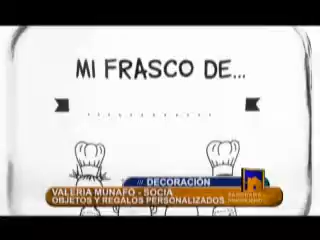 MI FRASCO DE...
/// DECORACIÓN
VALERIA MUNAFO - SOCIA
OBJETOS Y REGALOS PERSONALIZADOS